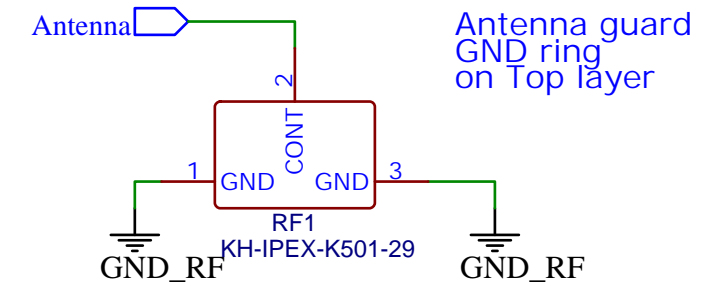 Antenna
Antenna guard
GND ring
on Top layer
2
CONT
1
GND
GND
3
RF1
KH-IPEX-K501-29
GND_RF
GND_RF